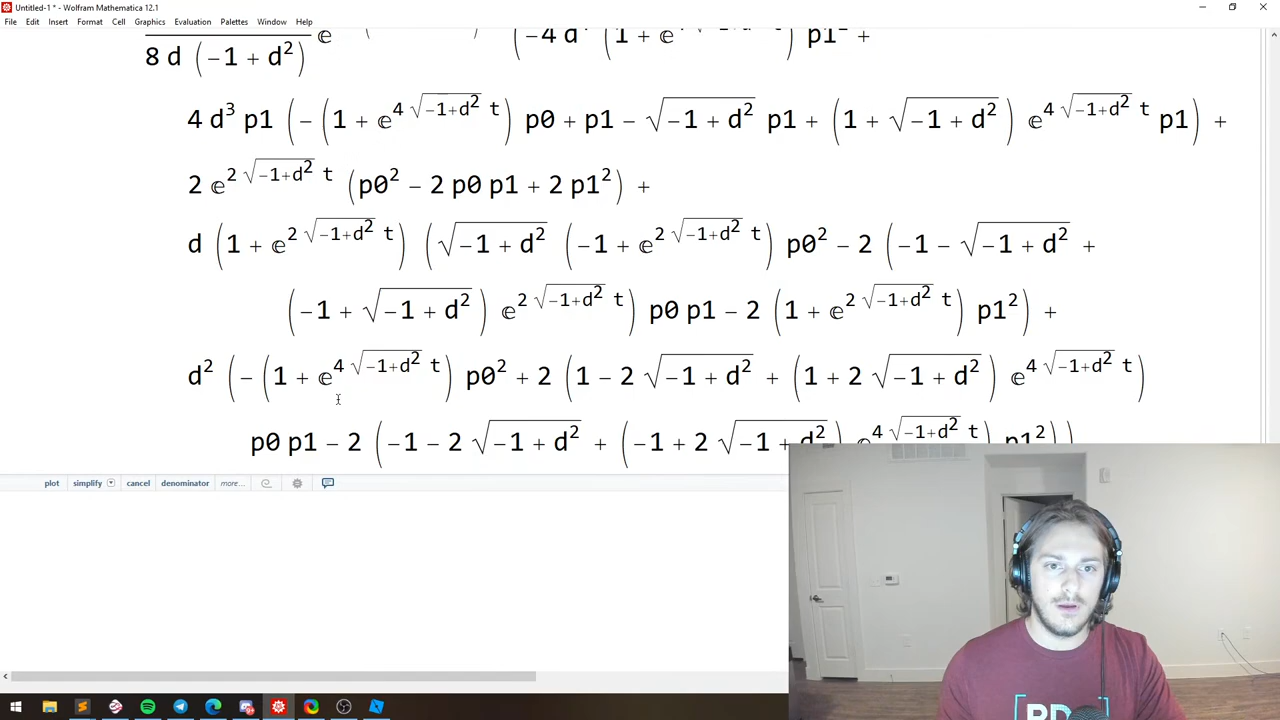 Untitled-1 * - Wolfram Mathematica 12.1
File Edit Insert Format Cell Graphics Evaluation Palettes Window Help
8 d (−1 + d²)
4 d³ p1 (−(1 + ℯ^(4 √(−1+d²) t)) p0 + p1 − √(−1 + d²) p1 + (1 + √(−1 + d²)) ℯ^(4 √(−1+d²) t) p1) +
2 ℯ^(2 √(−1+d²) t) (p0² − 2 p0 p1 + 2 p1²) +
d (1 + ℯ^(2 √(−1+d²) t)) (√(−1 + d²) (−1 + ℯ^(2 √(−1+d²) t)) p0² − 2 (−1 − √(−1 + d²) +
(−1 + √(−1 + d²)) ℯ^(2 √(−1+d²) t)) p0 p1 − 2 (1 + ℯ^(2 √(−1+d²) t)) p1²) +
d² (−(1 + ℯ^(4 √(−1+d²) t)) p0² + 2 (1 − 2 √(−1 + d²) + (1 + 2 √(−1 + d²)) ℯ^(4 √(−1+d²) t))
p0 p1 − 2 (−1 − 2 √(−1 + d²) + (−1 + 2 √(−1 + d²)) ℯ^(4 √(−1+d²) t)) p1²))
plot simplify cancel denominator more...